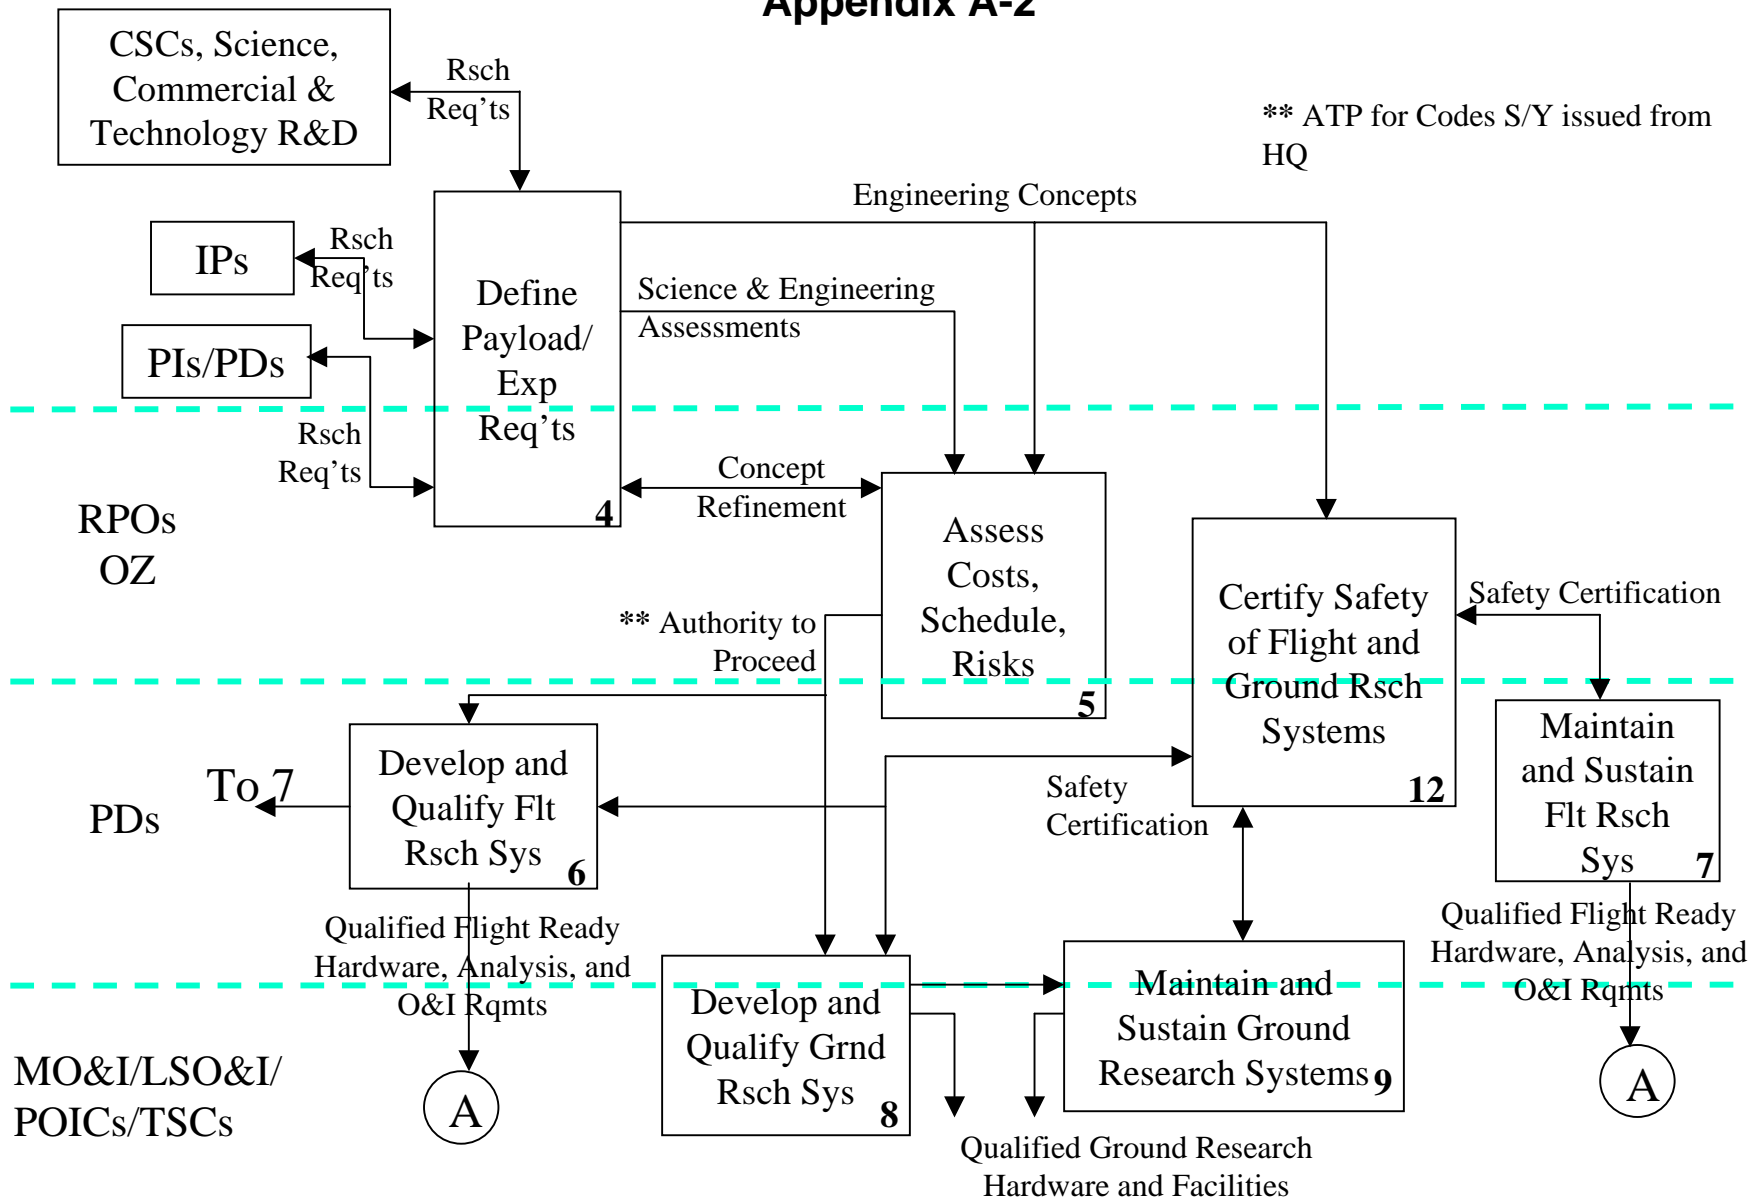 Appendix A-2
CSCs, Science,
Commercial &
Technology R&D
Rsch
Req’ts
** ATP for Codes S/Y issued from
HQ
Engineering Concepts
IPs
Rsch
Req’ts
Define
Payload/
Exp
Req’ts
4
Science & Engineering
Assessments
PIs/PDs
Rsch
Req’ts
Concept
Refinement
RPOs
OZ
Assess
Costs,
Schedule,
Risks
5
Certify Safety
of Flight and
Ground Rsch
Systems
12
Safety Certification
** Authority to
Proceed
Maintain
and Sustain
Flt Rsch
Sys
7
To 7
PDs
Develop and
Qualify Flt
Rsch Sys
6
Safety
Certification
Qualified Flight Ready
Hardware, Analysis, and
O&I Rqmts
Qualified Flight Ready
Hardware, Analysis, and
O&I Rqmts
Develop and
Qualify Grnd
Rsch Sys
8
Maintain and
Sustain Ground
Research Systems
9
MO&I/LSO&I/
POICs/TSCs
A
A
Qualified Ground Research
Hardware and Facilities